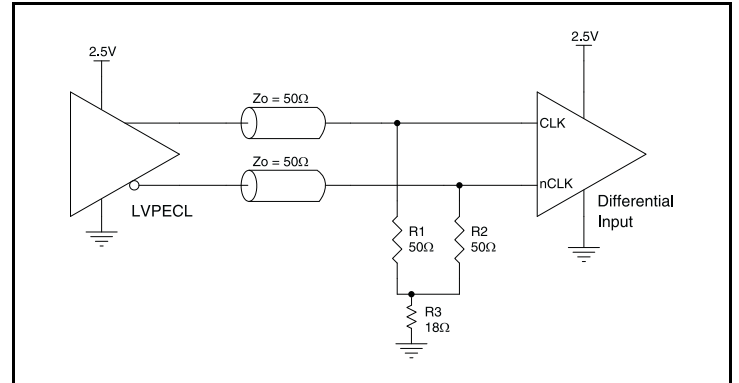 2.5V
2.5V
Zo = 50Ω
CLK
Zo = 50Ω
nCLK
LVPECL
Differential
Input
R1
50Ω
R2
50Ω
R3
18Ω